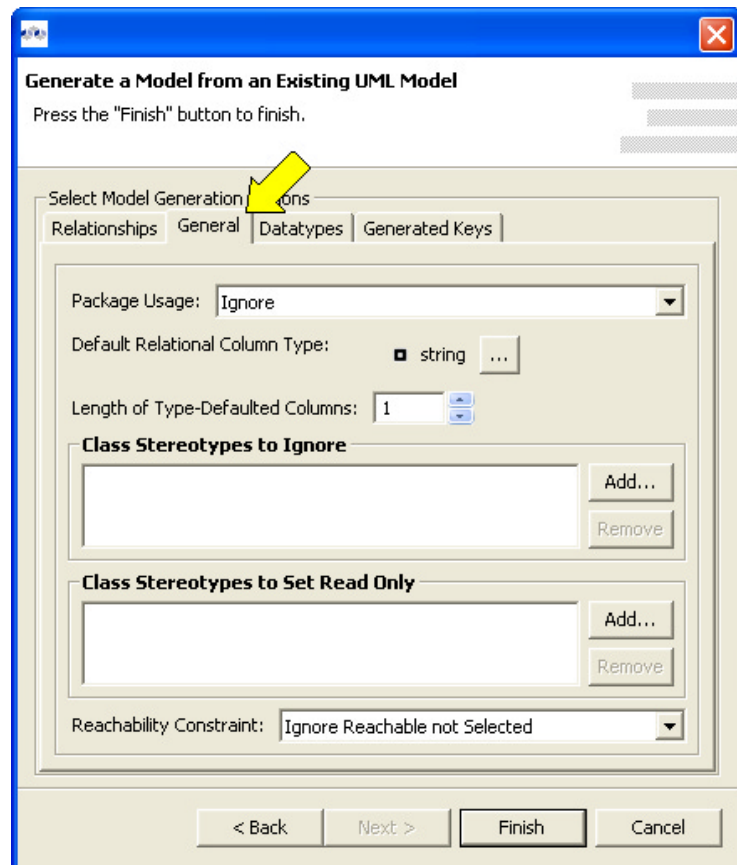 Generate a Model from an Existing UML Model
Press the "Finish" button to finish.
Select Model Generation ons
Relationships General Datatypes Generated Keys
Package Usage: Ignore
Default Relational Column Type: string ...
Length of Type-Defaulted Columns: 1
Class Stereotypes to Ignore
Add...
Remove
Class Stereotypes to Set Read Only
Add...
Remove
Reachability Constraint: Ignore Reachable not Selected
< Back Next > Finish Cancel